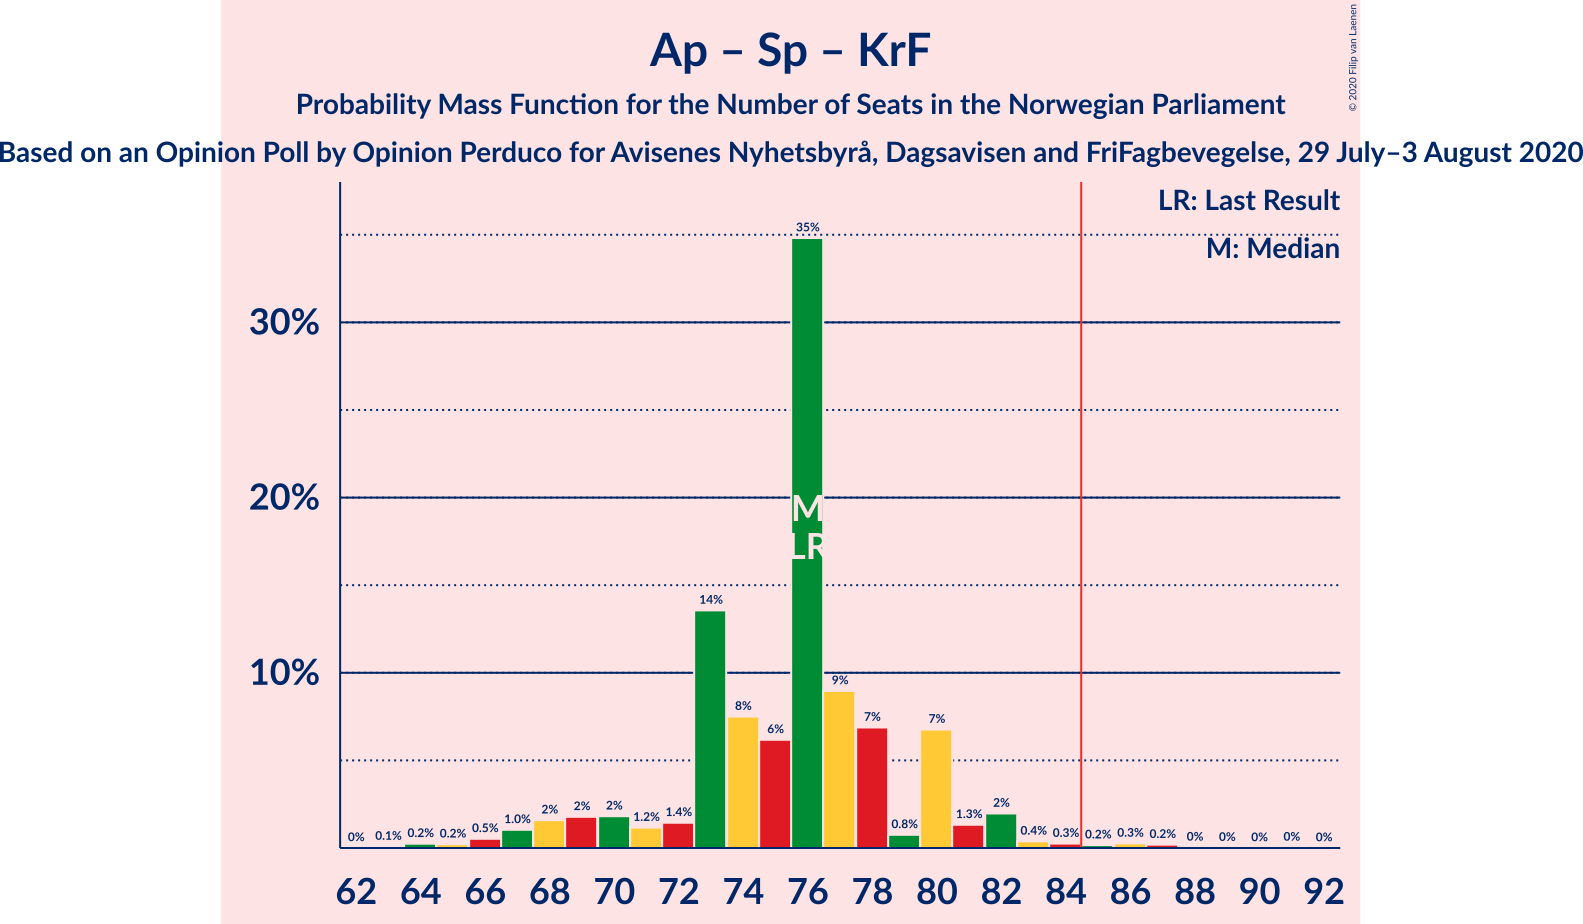 Ap – Sp – KrF
Probability Mass Function for the Number of Seats in the Norwegian Parliament
Based on an Opinion Poll by Opinion Perduco for Avisenes Nyhetsbyrå, Dagsavisen and FriFagbevegelse, 29 July–3 August 2020
© 2020 Filip van Laenen
LR: Last Result
M: Median
30%
20%
10%
0% 0.1% 0.2% 0.2% 0.5% 1.0% 2% 2% 2% 1.2% 1.4% 14% 8% 6% 35% 9% 7% 0.8% 7% 1.3% 2% 0.4% 0.3% 0.2% 0.3% 0.2% 0% 0% 0% 0% 0%
M
LR
62 64 66 68 70 72 74 76 78 80 82 84 86 88 90 92